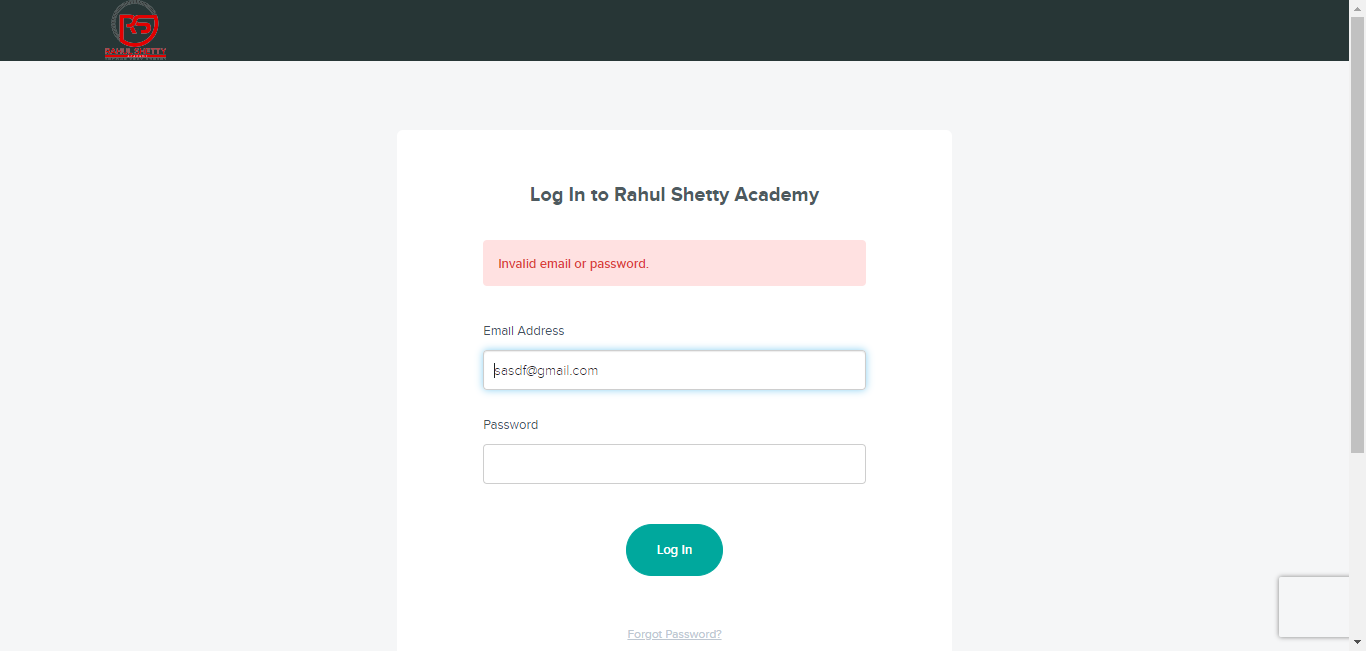 RS
RAHUL SHETTY
Log In to Rahul Shetty Academy
Invalid email or password.
Email Address
sasdf@gmail.com
Password
Log In
Forgot Password?